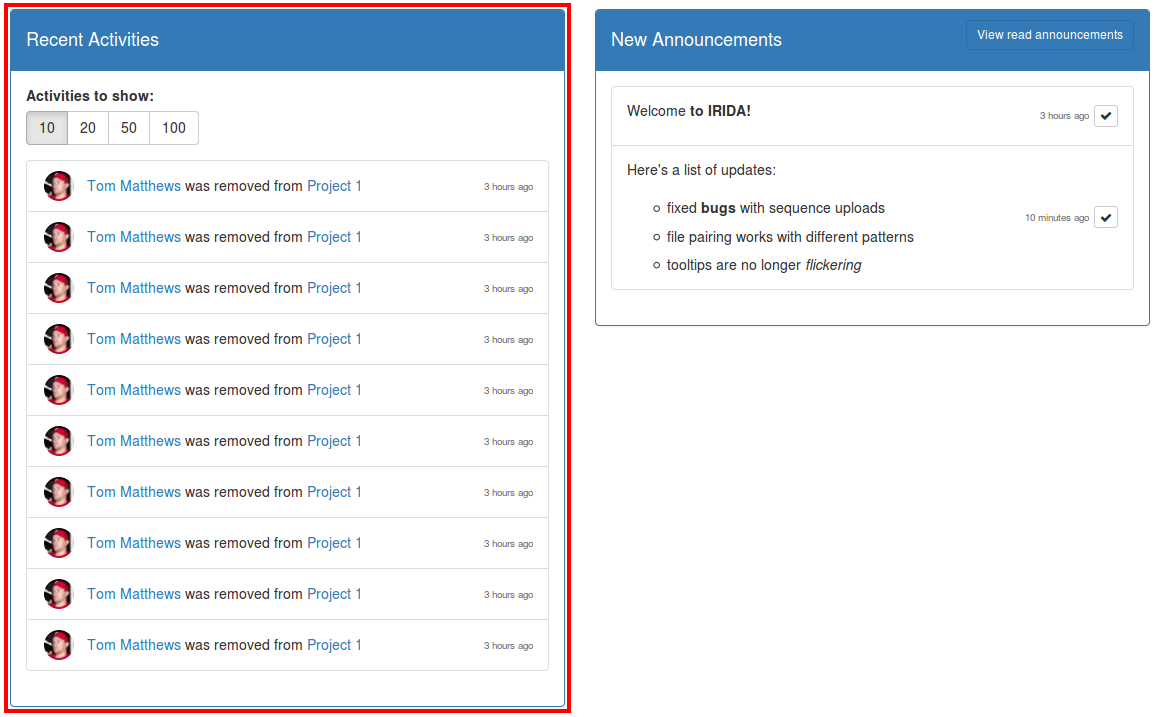 Recent Activities
Activities to show:
10 20 50 100
Tom Matthews was removed from Project 1 3 hours ago
Tom Matthews was removed from Project 1 3 hours ago
Tom Matthews was removed from Project 1 3 hours ago
Tom Matthews was removed from Project 1 3 hours ago
Tom Matthews was removed from Project 1 3 hours ago
Tom Matthews was removed from Project 1 3 hours ago
Tom Matthews was removed from Project 1 3 hours ago
Tom Matthews was removed from Project 1 3 hours ago
Tom Matthews was removed from Project 1 3 hours ago
Tom Matthews was removed from Project 1 3 hours ago
New Announcements View read announcements
Welcome to IRIDA! 3 hours ago
Here's a list of updates:
fixed bugs with sequence uploads
10 minutes ago
file pairing works with different patterns
tooltips are no longer flickering